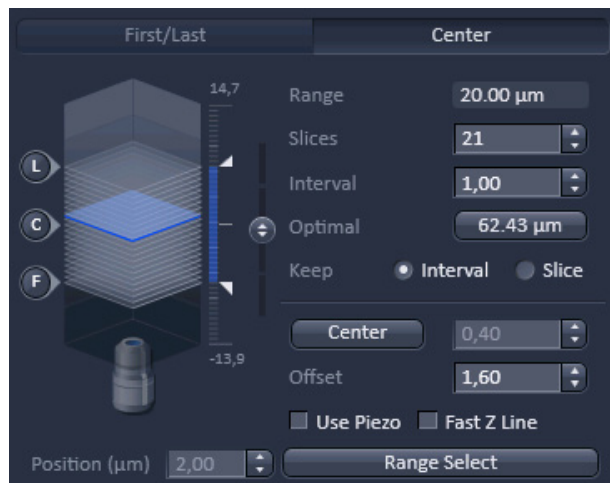 First/Last Center
14,7
Range 20.00 µm
Slices 21
L
Interval 1,00
C
Optimal 62.43 µm
Keep Interval Slice
F
Center 0,40
-13,9
Offset 1,60
Use Piezo Fast Z Line
Position (µm) 2,00 Range Select